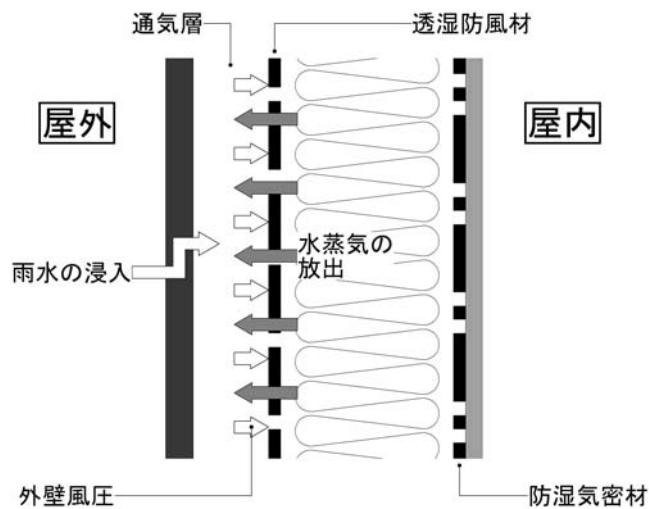 通気層
透湿防風材
屋外
屋内
雨水の浸入
水蒸気の
放出
外壁風圧
防湿気密材